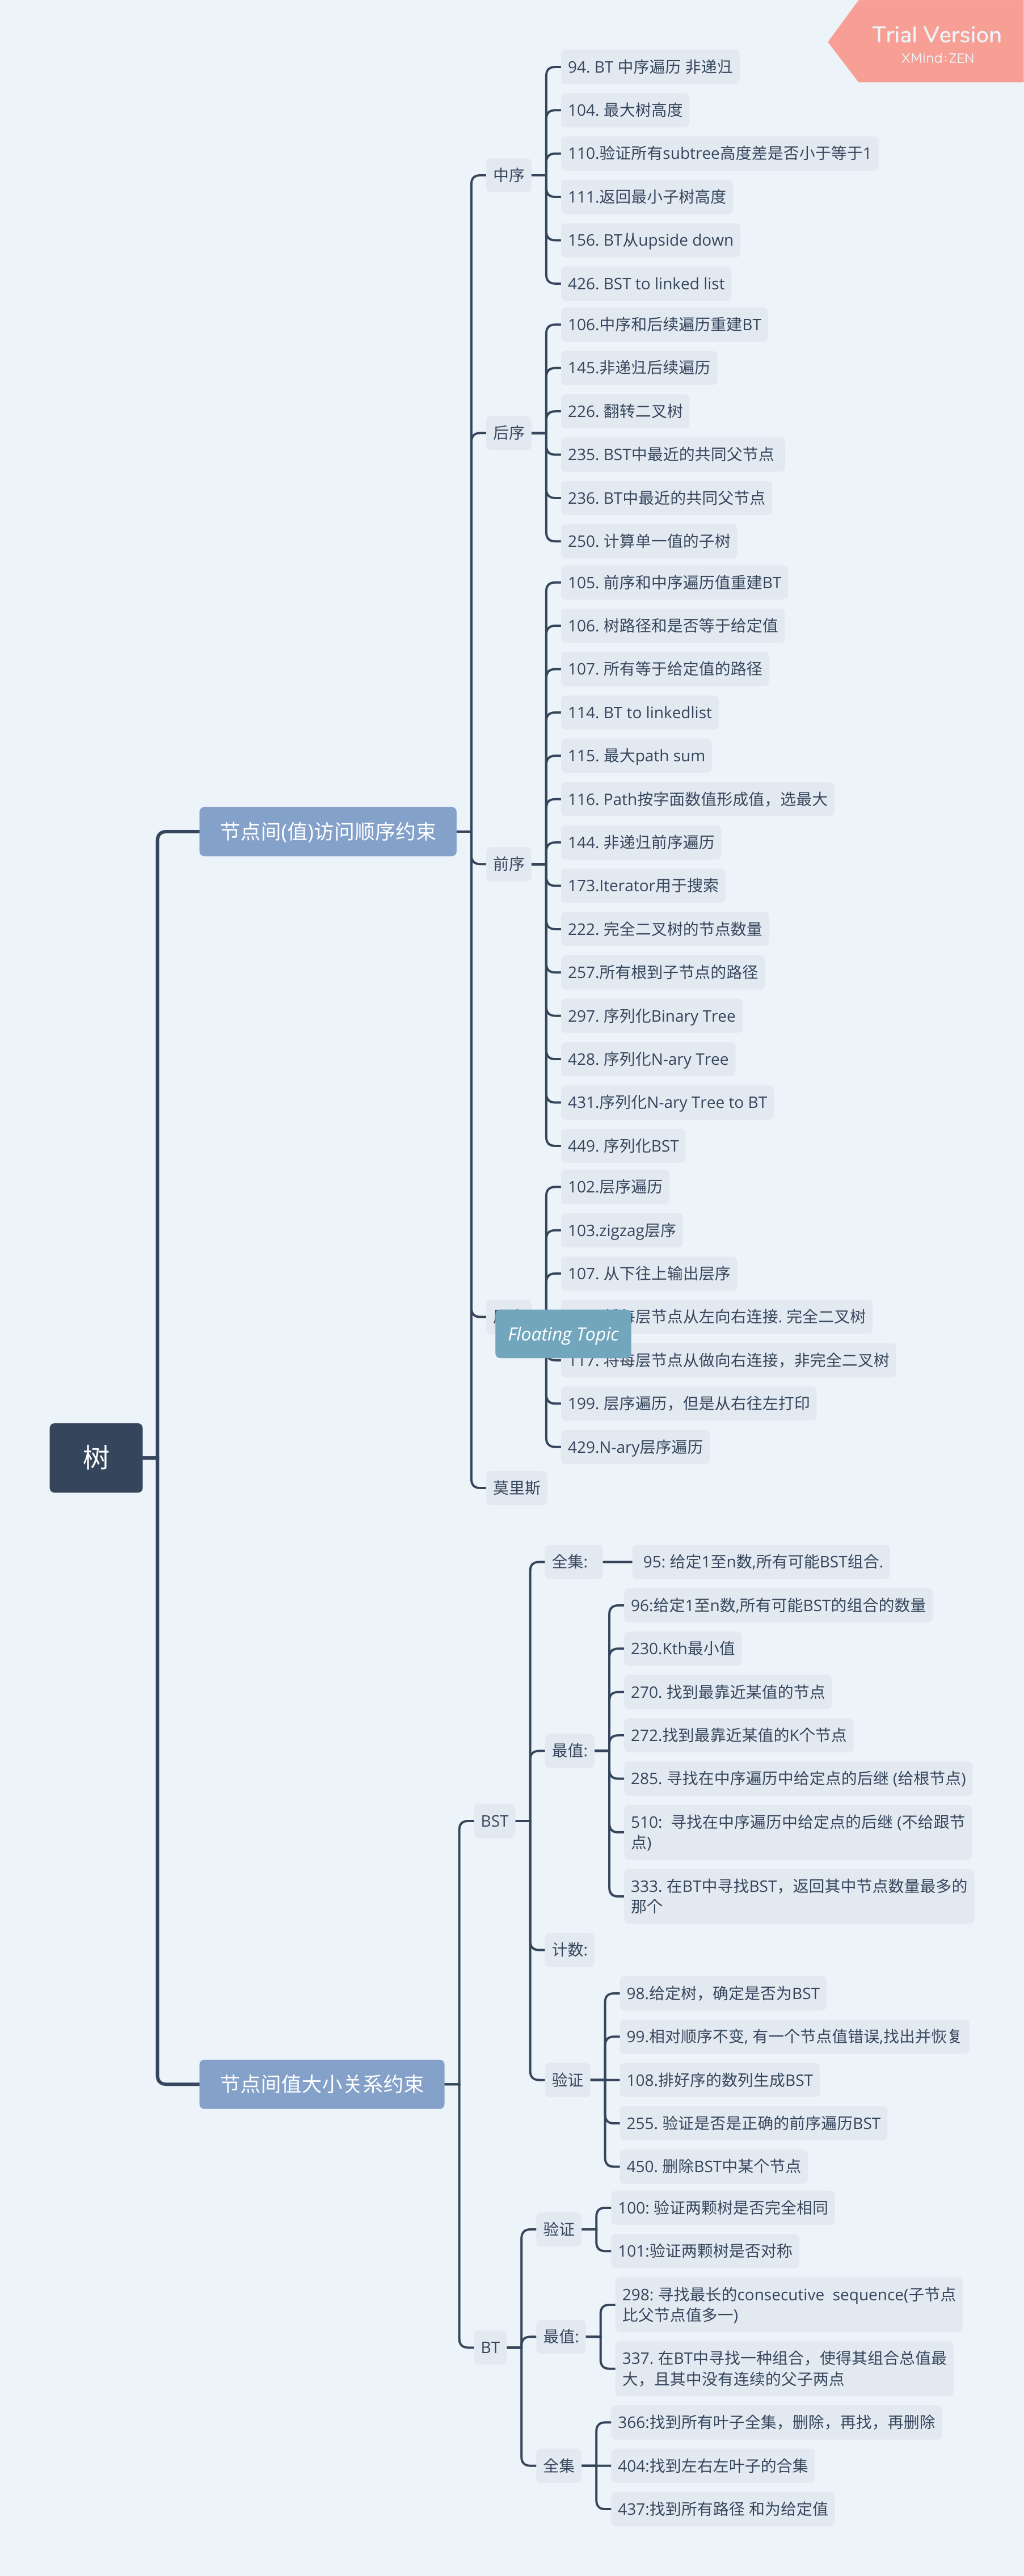 Trial Version
XMind:ZEN
树
节点间(值)访问顺序约束
中序
94. BT 中序遍历 非递归
104. 最大树高度
110.验证所有subtree高度差是否小于等于1
111.返回最小子树高度
156. BT从upside down
426. BST to linked list
后序
106.中序和后续遍历重建BT
145.非递归后续遍历
226. 翻转二叉树
235. BST中最近的共同父节点
236. BT中最近的共同父节点
250. 计算单一值的子树
前序
105. 前序和中序遍历值重建BT
106. 树路径和是否等于给定值
107. 所有等于给定值的路径
114. BT to linkedlist
115. 最大path sum
116. Path按字面数值形成值，选最大
144. 非递归前序遍历
173.Iterator用于搜索
222. 完全二叉树的节点数量
257.所有根到子节点的路径
297. 序列化Binary Tree
428. 序列化N-ary Tree
431.序列化N-ary Tree to BT
449. 序列化BST
102.层序遍历
103.zigzag层序
107. 从下往上输出层序
每层节点从左向右连接. 完全二叉树
Floating Topic
117. 将每层节点从做向右连接，非完全二叉树
199. 层序遍历，但是从右往左打印
429.N-ary层序遍历
莫里斯
节点间值大小关系约束
BST
全集:
95: 给定1至n数,所有可能BST组合.
最值:
96:给定1至n数,所有可能BST的组合的数量
230.Kth最小值
270. 找到最靠近某值的节点
272.找到最靠近某值的K个节点
285. 寻找在中序遍历中给定点的后继 (给根节点)
510: 寻找在中序遍历中给定点的后继 (不给跟节
点)
333. 在BT中寻找BST，返回其中节点数量最多的
那个
计数:
验证
98.给定树，确定是否为BST
99.相对顺序不变, 有一个节点值错误,找出并恢复
108.排好序的数列生成BST
255. 验证是否是正确的前序遍历BST
450. 删除BST中某个节点
BT
验证
100: 验证两颗树是否完全相同
101:验证两颗树是否对称
最值:
298: 寻找最长的consecutive  sequence(子节点
比父节点值多一)
337. 在BT中寻找一种组合，使得其组合总值最
大，且其中没有连续的父子两点
全集
366:找到所有叶子全集，删除，再找，再删除
404:找到左右左叶子的合集
437:找到所有路径 和为给定值